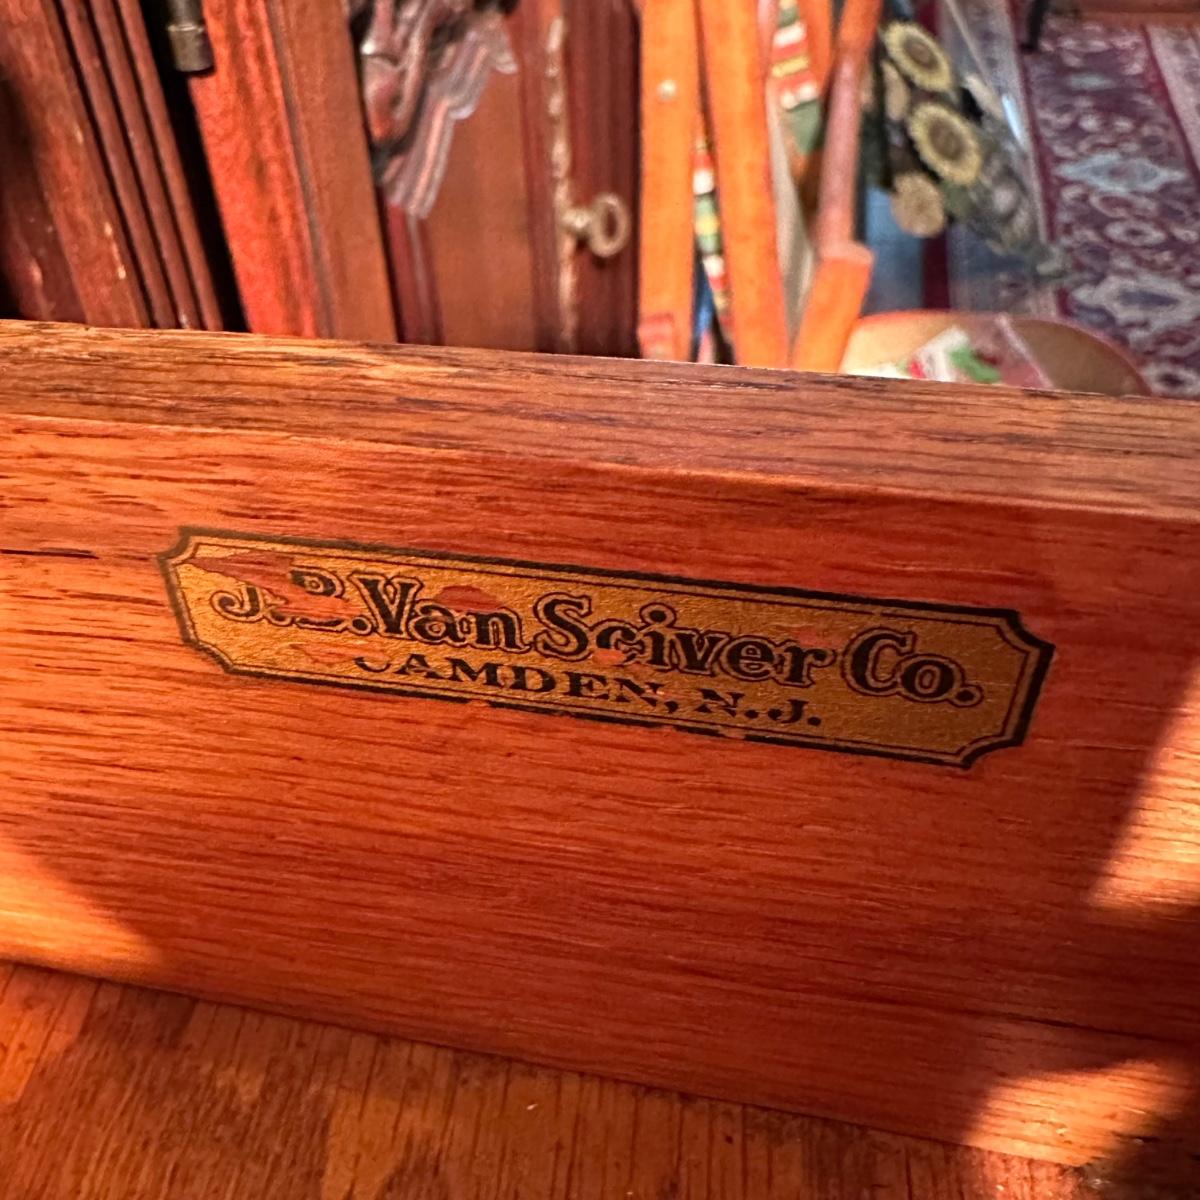 J.B. Van Sciver Co.
CAMDEN, N.J.